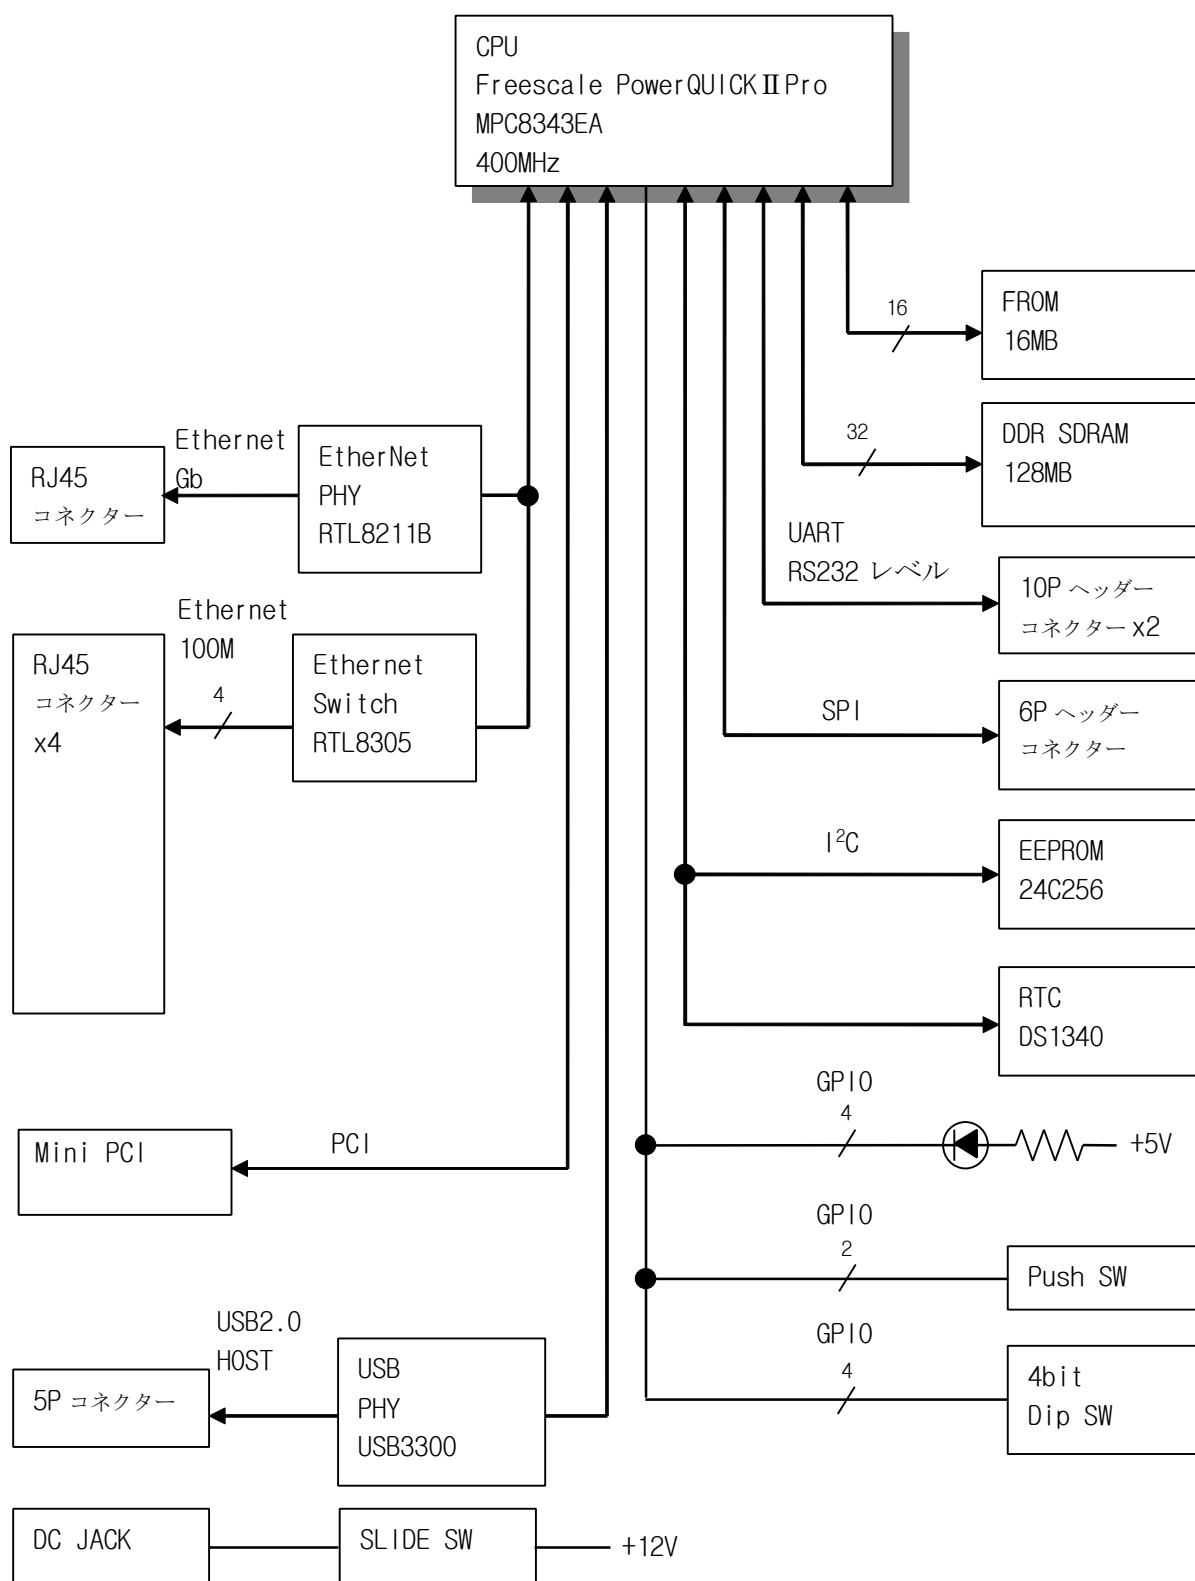 CPU
Freescale PowerQUICKⅡPro
MPC8343EA
400MHz
16
FROM
16MB
32
DDR SDRAM
128MB
Ethernet
Gb
RJ45
コネクター
EtherNet
PHY
RTL8211B
UART
RS232 レベル
10P ヘッダー
コネクター x2
Ethernet
100M
4
RJ45
コネクター
x4
Ethernet
Switch
RTL8305
SPI
6P ヘッダー
コネクター
I²C
EEPROM
24C256
RTC
DS1340
GPIO
4
+5V
Mini PCI
PCI
GPIO
2
Push SW
GPIO
4
4bit
Dip SW
USB2.0
HOST
5P コネクター
USB
PHY
USB3300
DC JACK
SLIDE SW
+12V